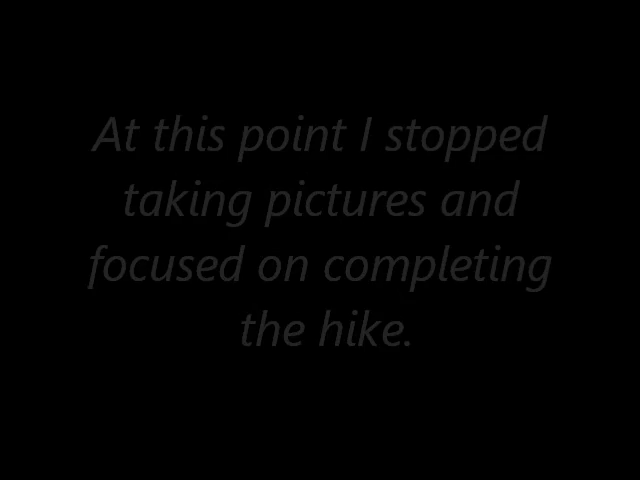 At this point I stopped
taking pictures and
focused on completing
the hike.